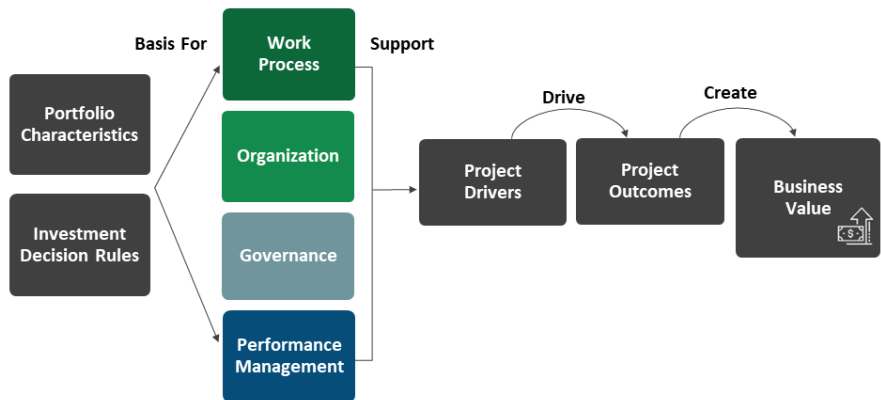 Basis For
Portfolio
Characteristics
Investment
Decision Rules
Work
Process
Organization
Governance
Performance
Management
Support
Project
Drivers
Drive
Project
Outcomes
Create
Business
Value
$